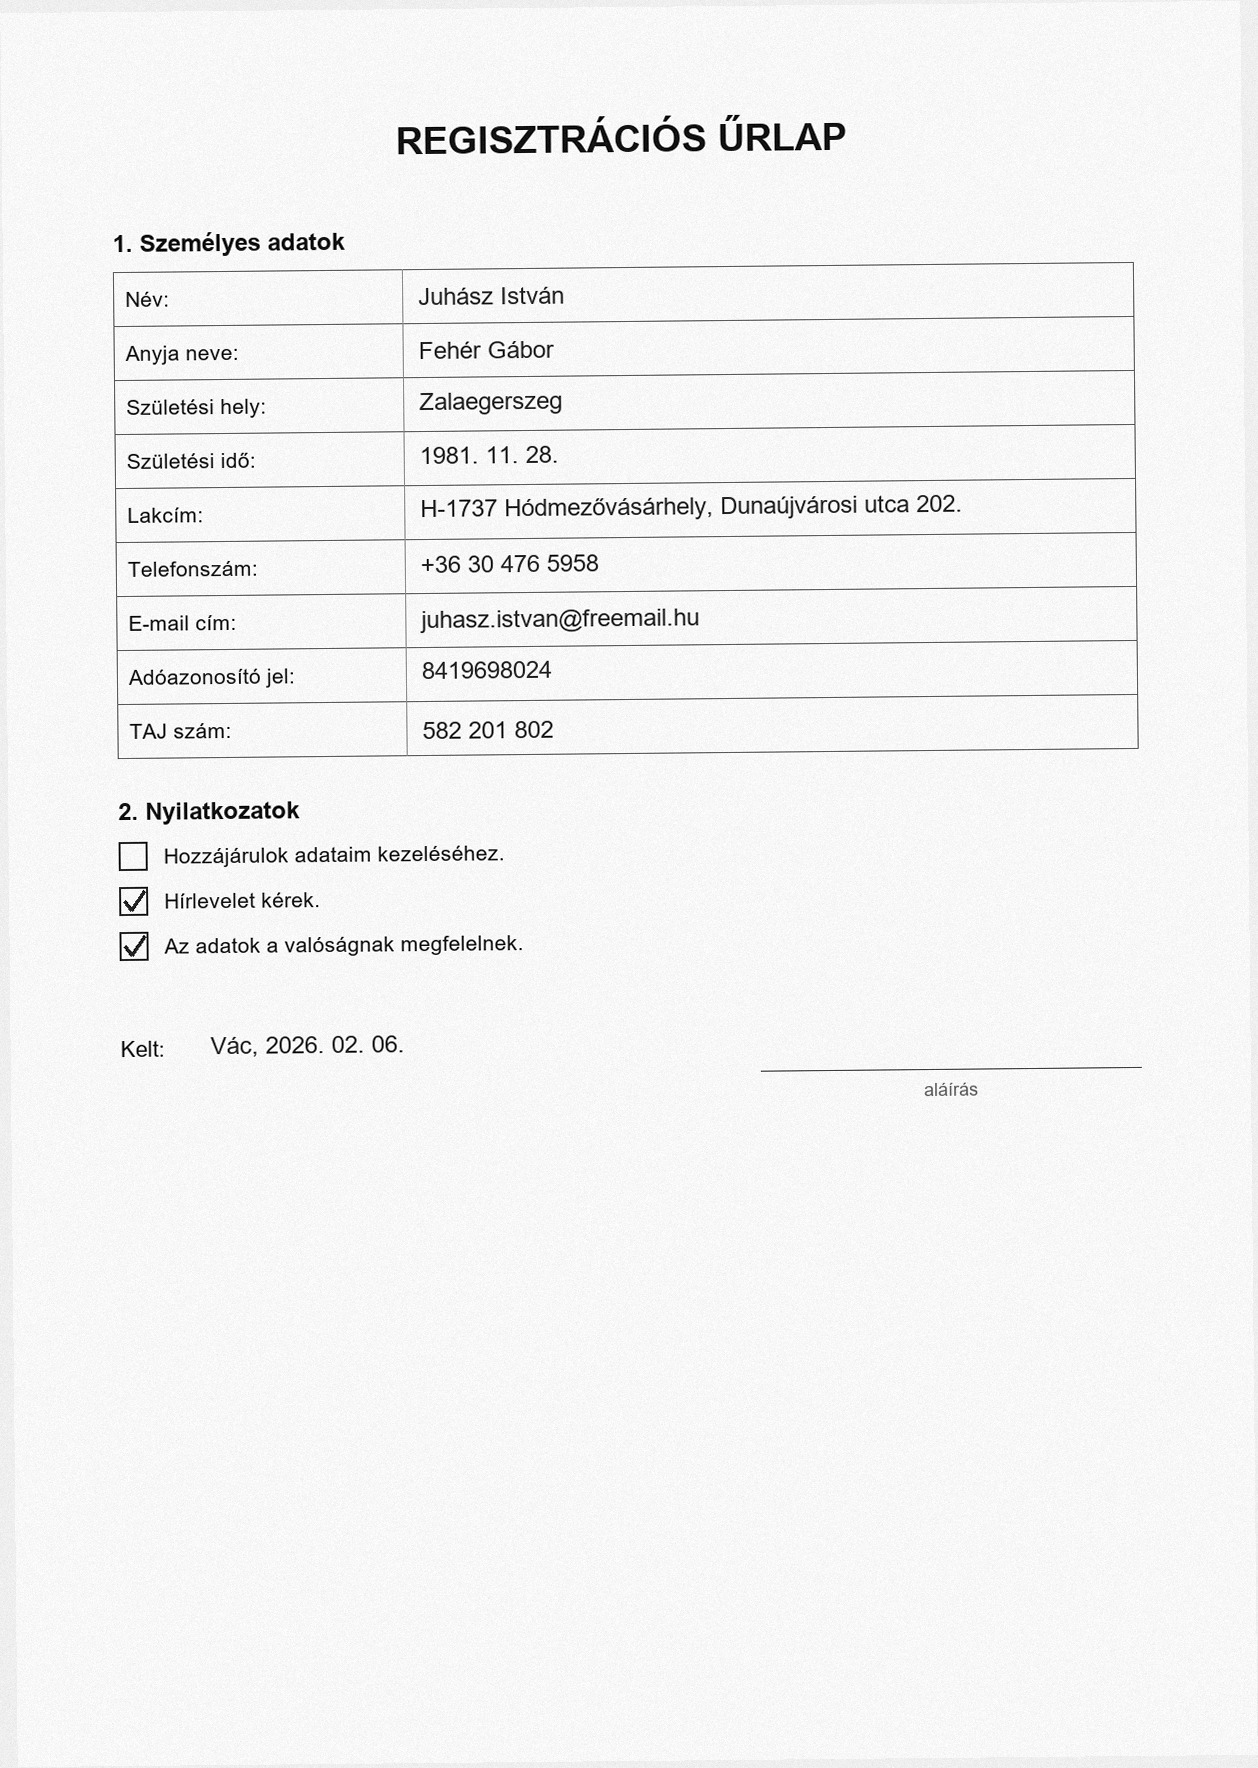 REGISZTRÁCIÓS ŰRLAP
1. Személyes adatok
Név: Juhász István
Anyja neve: Fehér Gábor
Születési hely: Zalaegerszeg
Születési idő: 1981. 11. 28.
Lakcím: H-1737 Hódmezővásárhely, Dunaújvárosi utca 202.
Telefonszám: +36 30 476 5958
E-mail cím: juhasz.istvan@freemail.hu
Adóazonosító jel: 8419698024
TAJ szám: 582 201 802
2. Nyilatkozatok
Hozzájárulok adataim kezeléséhez.
Hírlevelet kérek.
Az adatok a valóságnak megfelelnek.
Kelt: Vác, 2026. 02. 06.
aláírás